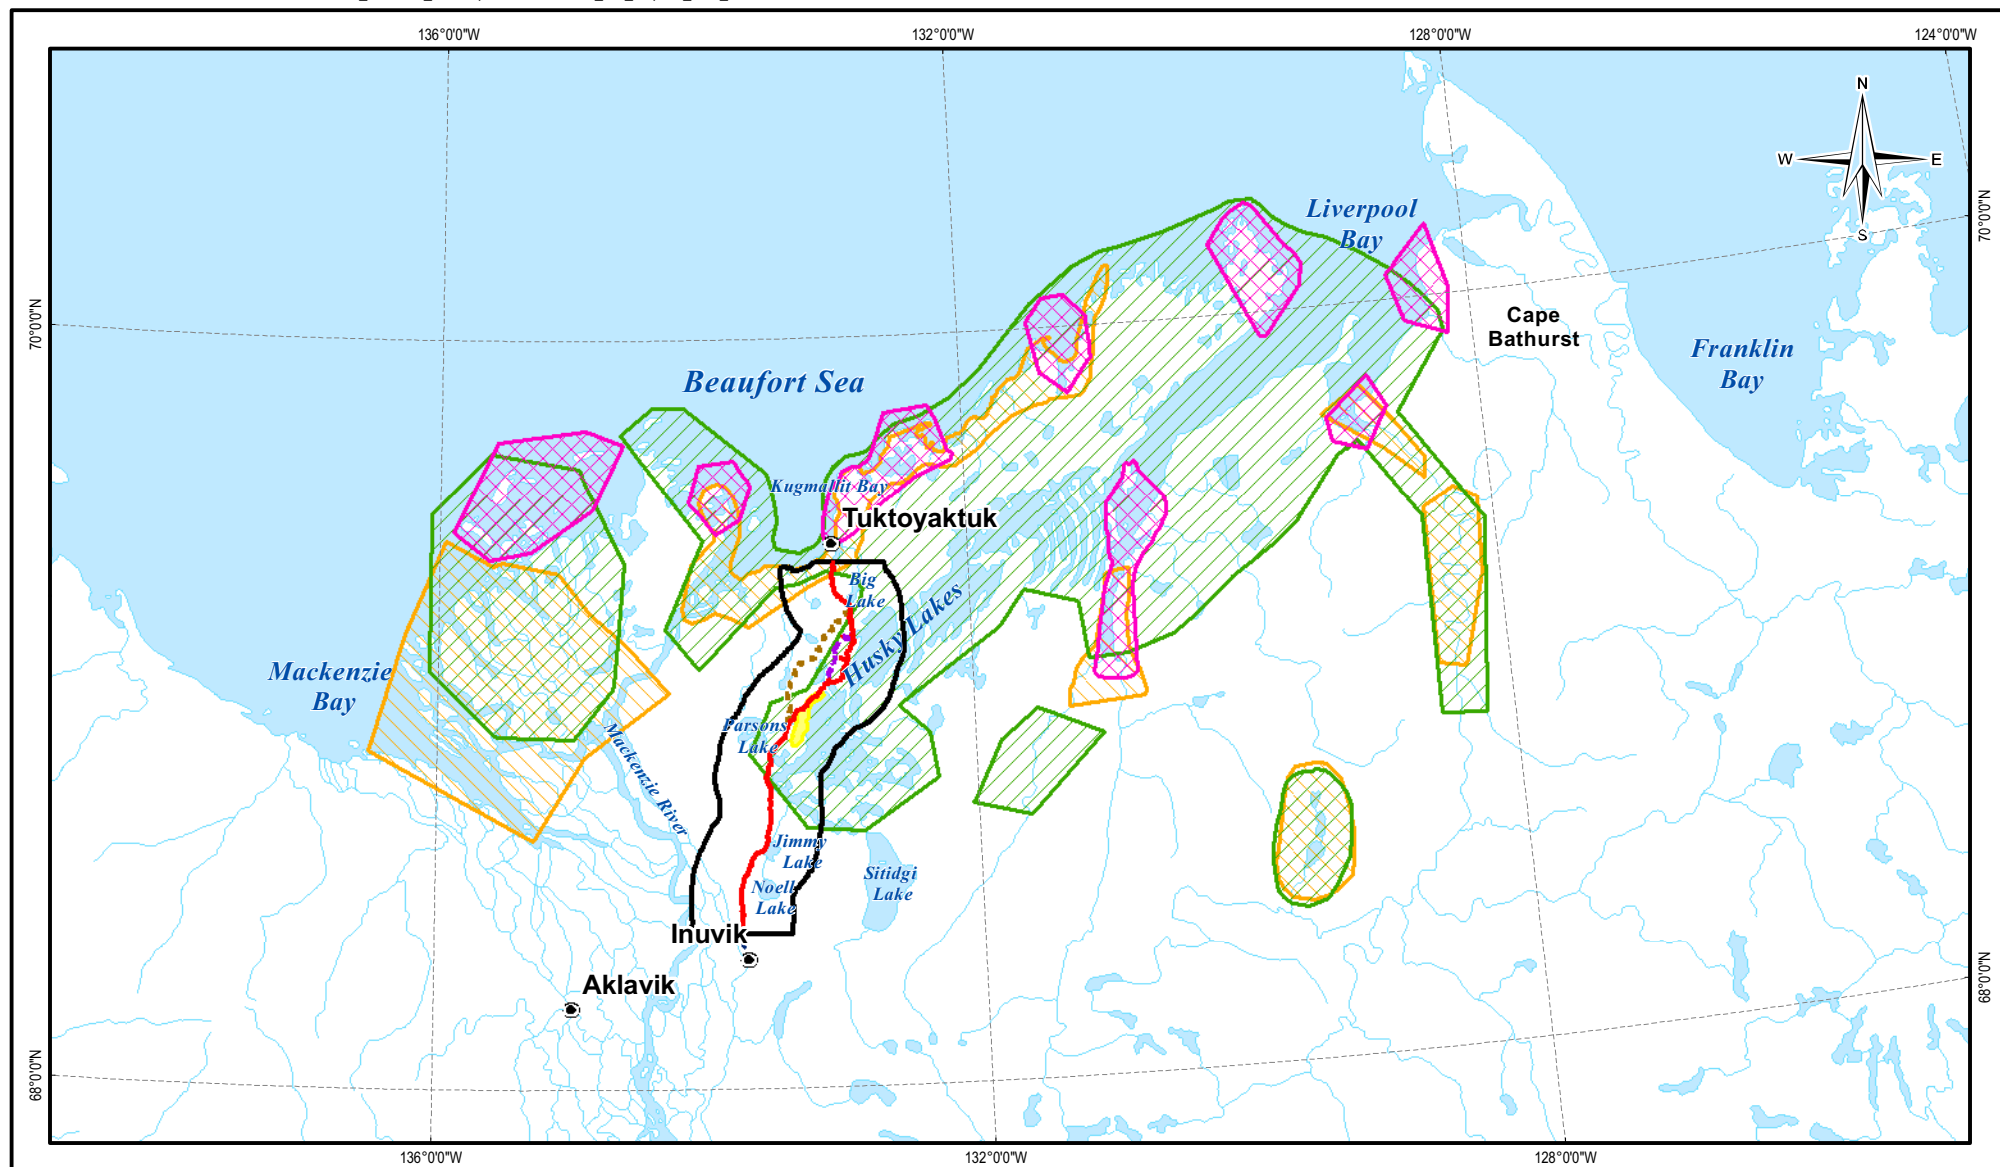 136°0'0"W
132°0'0"W
128°0'0"W
124°0'0"W
N
W
E
S
70°0'0"N
70°0'0"N
Liverpool
Bay
Cape
Bathurst
Franklin
Bay
Beaufort Sea
Kugmallit Bay
Tuktoyaktuk
Big
Lake
Husky Lakes
Mackenzie
Bay
Parsons
Lake
Mackenzie River
Jimmy
Lake
Sitidgi
Lake
Noell
Lake
Inuvik
Aklavik
68°0'0"N
68°0'0"N
136°0'0"W
132°0'0"W
128°0'0"W